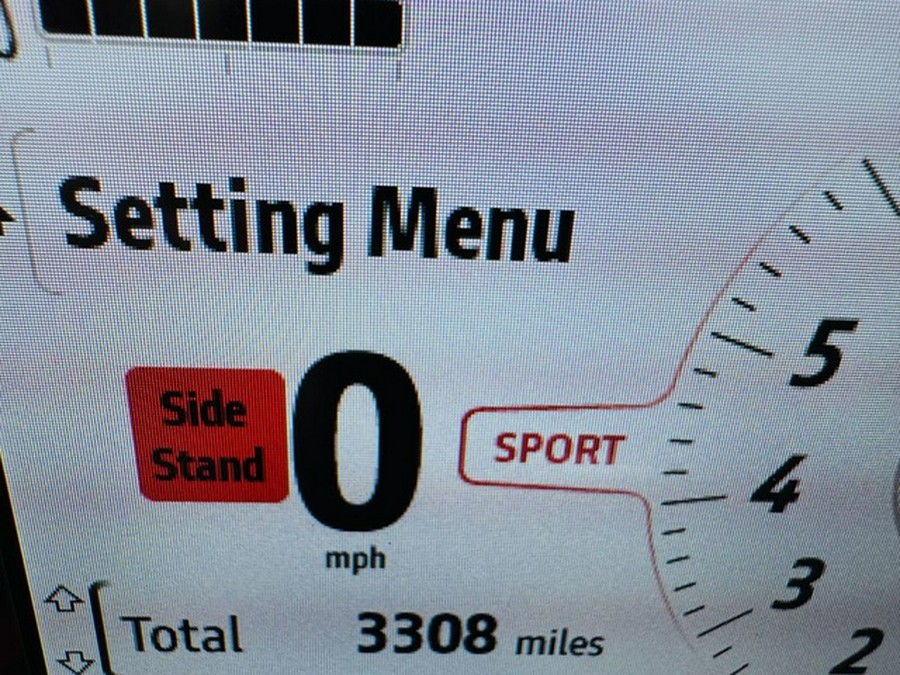 Setting Menu
Side
Stand
0
mph
SPORT
5
4
3
2
Total 3308 miles